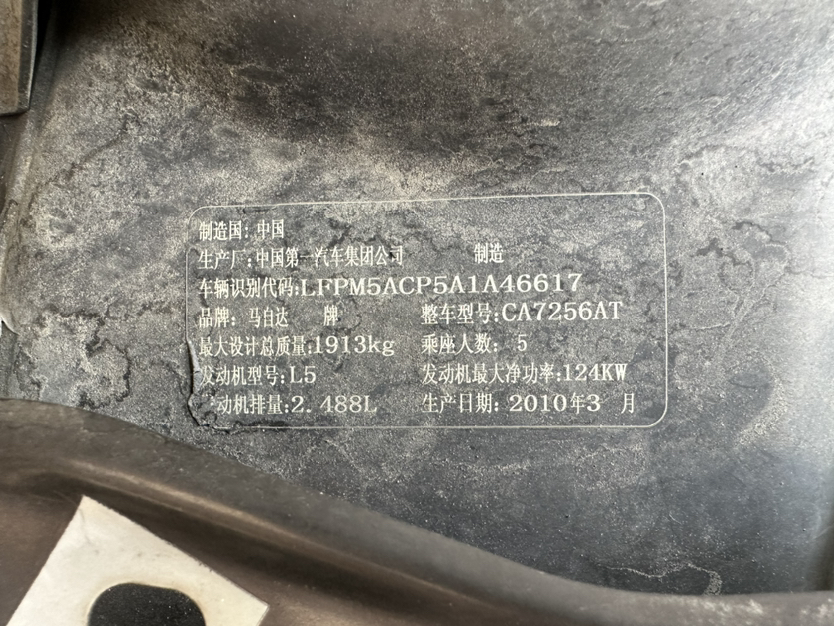 制造国: 中国
生产厂:中国第一汽车集团公司 制造
车辆识别代码:LFPM5ACP5A1A46617
品牌: 马自达 牌 整车型号:CA7256AT
最大设计总质量:1913kg 乘座人数: 5
发动机型号:L5 发动机最大净功率:124KW
动机排量:2.488L 生产日期: 2010年3 月